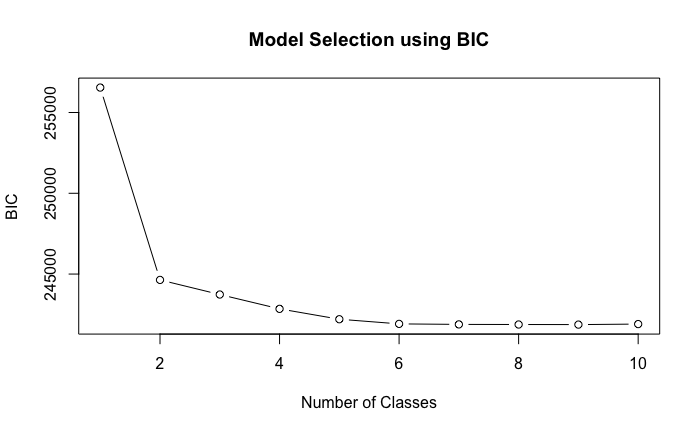 Model Selection using BIC
255000
250000
245000
BIC
2 4 6 8 10
Number of Classes